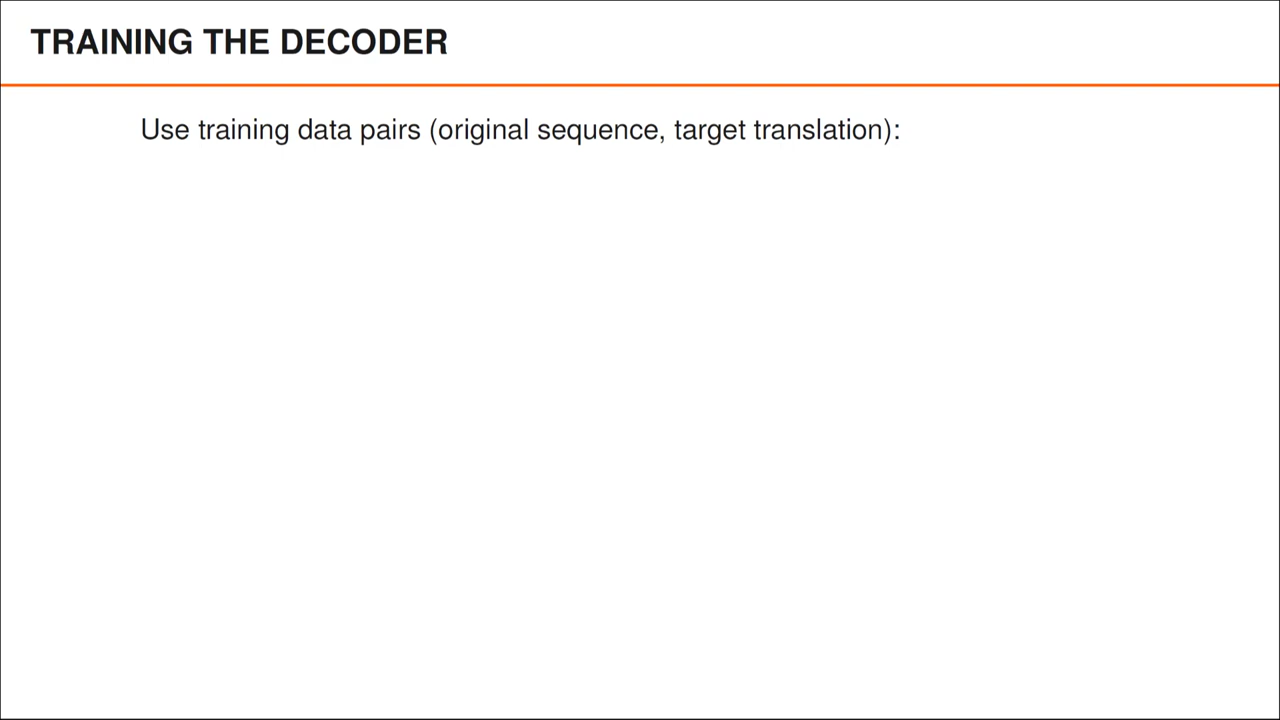 TRAINING THE DECODER
Use training data pairs (original sequence, target translation):